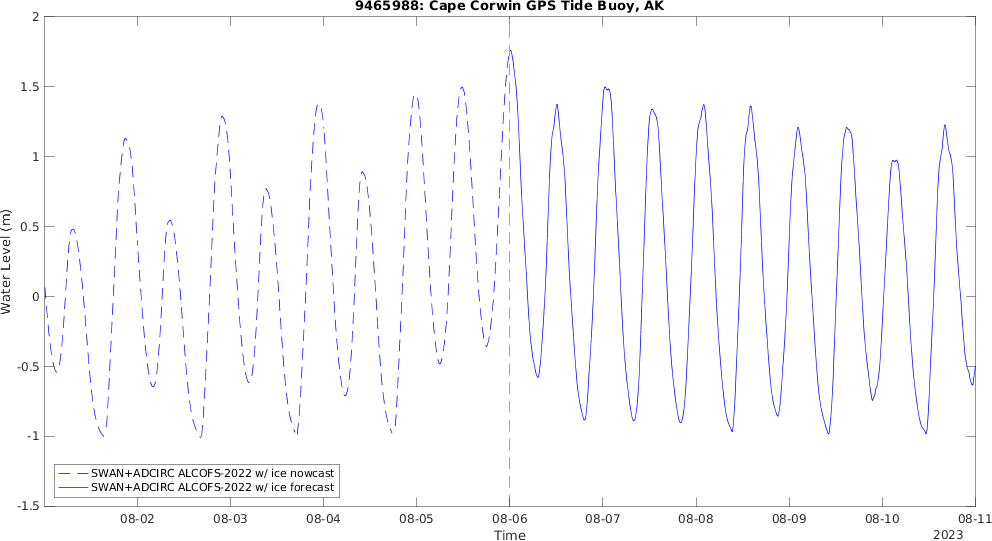 9465988: Cape Corwin GPS Tide Buoy, AK
2
1.5
1
0.5
0
-0.5
-1
-1.5
Water Level (m)
SWAN+ADCIRC ALCOFS-2022 w/ ice nowcast
SWAN+ADCIRC ALCOFS-2022 w/ ice forecast
08-02 08-03 08-04 08-05 08-06 08-07 08-08 08-09 08-10 08-11
Time
2023